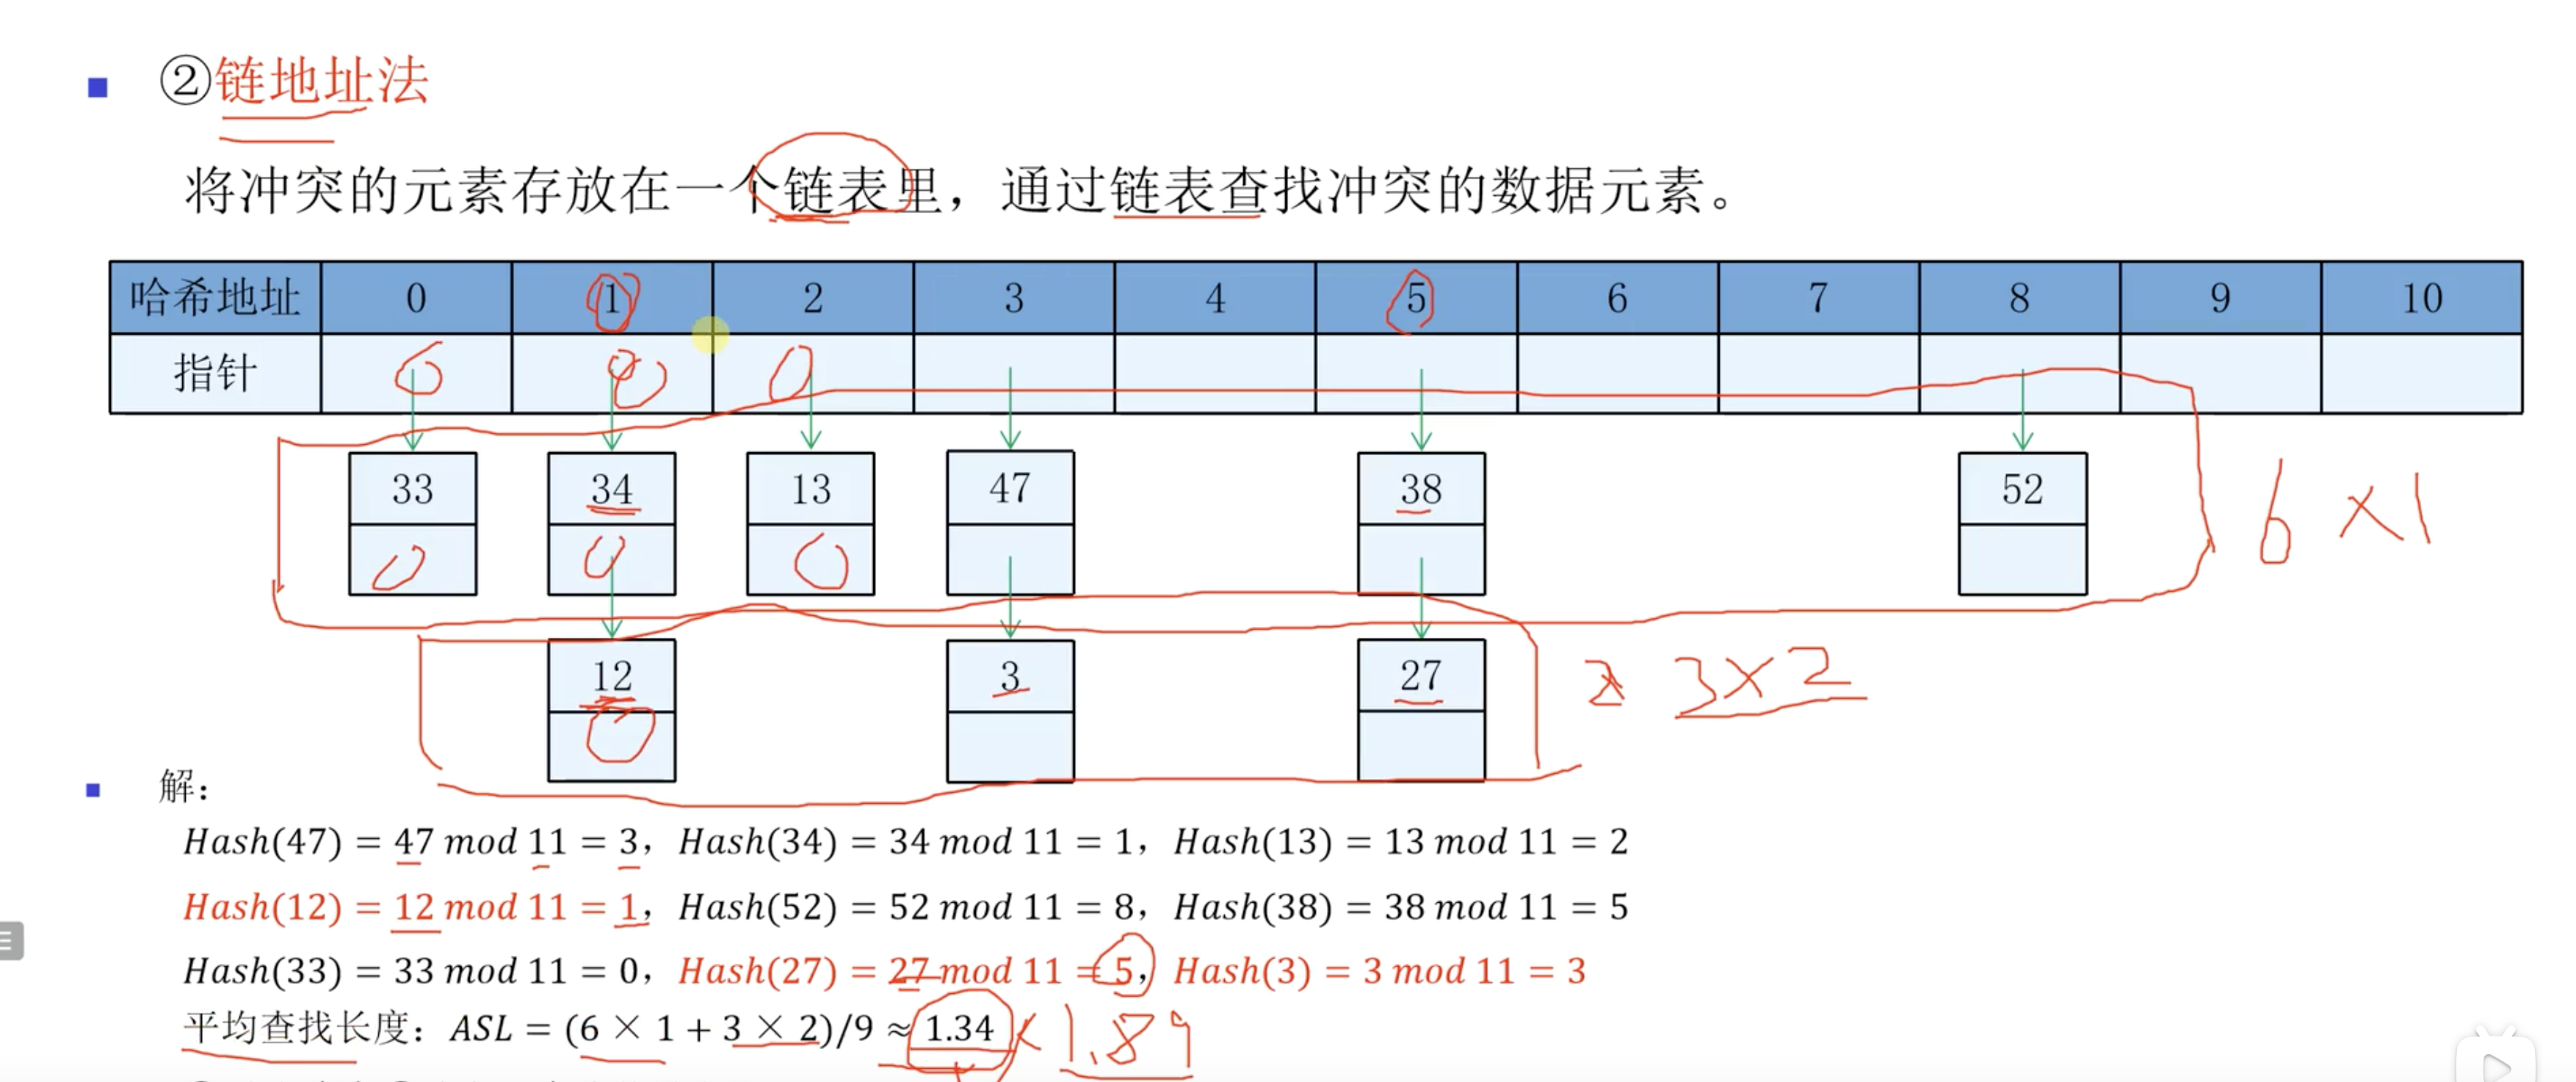 ②链地址法
将冲突的元素存放在一个链表里，通过链表查找冲突的数据元素。
哈希地址 0 1 2 3 4 5 6 7 8 9 10
指针
33 34 13 47 38 52
6 ×1
12 3 27
3×2
解：
Hash(47) = 47 mod 11 = 3，Hash(34) = 34 mod 11 = 1，Hash(13) = 13 mod 11 = 2
Hash(12) = 12 mod 11 = 1，Hash(52) = 52 mod 11 = 8，Hash(38) = 38 mod 11 = 5
Hash(33) = 33 mod 11 = 0，Hash(27) = 27 mod 11 = 5，Hash(3) = 3 mod 11 = 3
平均查找长度：ASL = (6 × 1 + 3 × 2)/9 ≈ 1.34 1.89